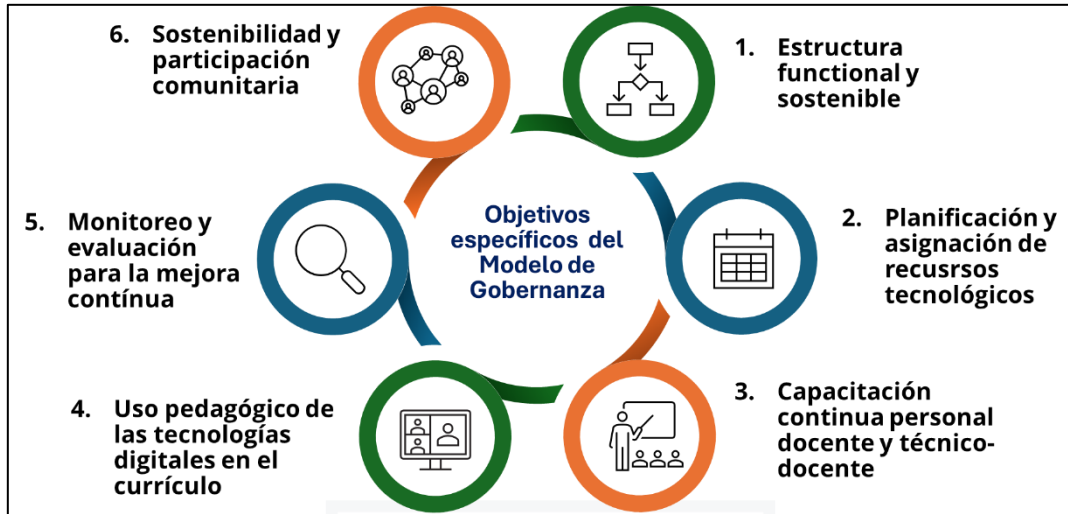 Objetivos
específicos del
Modelo de
Gobernanza
1. Estructura
functional y
sostenible
2. Planificación y
asignación de
recusrsos
tecnológicos
3. Capacitación
continua personal
docente y técnico-
docente
4. Uso pedagógico de
las tecnologías
digitales en el
currículo
5. Monitoreo y
evaluación
para la mejora
contínua
6. Sostenibilidad y
participación
comunitaria